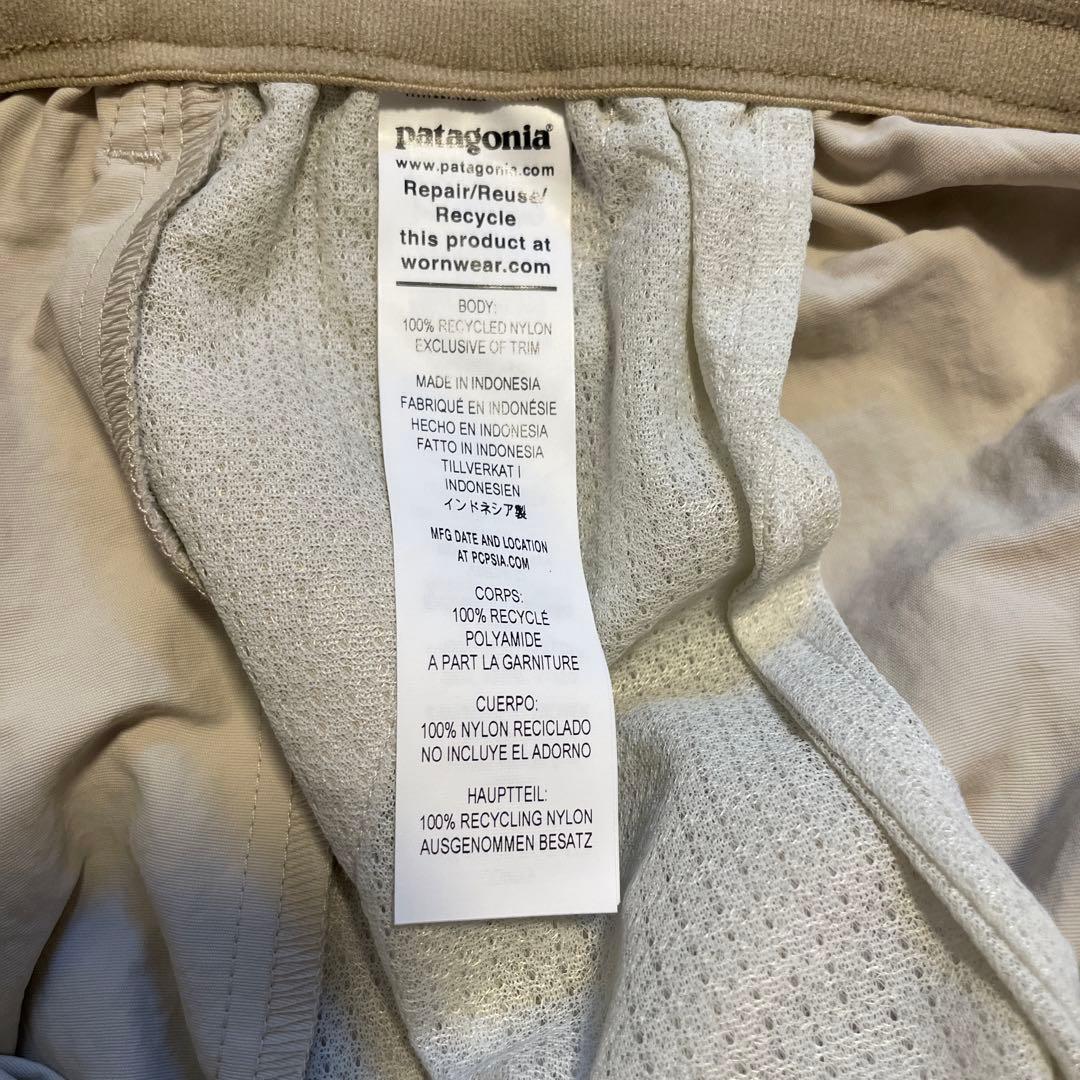 patagonia®
www.patagonia.com
Repair/Reuse/
Recycle
this product at
wornwear.com
BODY:
100% RECYCLED NYLON
EXCLUSIVE OF TRIM
MADE IN INDONESIA
FABRIQUÉ EN INDONÉSIE
HECHO EN INDONESIA
FATTO IN INDONESIA
TILLVERKAT I
INDONESIEN
インドネシア製
MFG DATE AND LOCATION
AT PCPSIA.COM
CORPS:
100% RECYCLÉ
POLYAMIDE
A PART LA GARNITURE
CUERPO:
100% NYLON RECICLADO
NO INCLUYE EL ADORNO
HAUPTTEIL:
100% RECYCLING NYLON
AUSGENOMMEN BESATZ